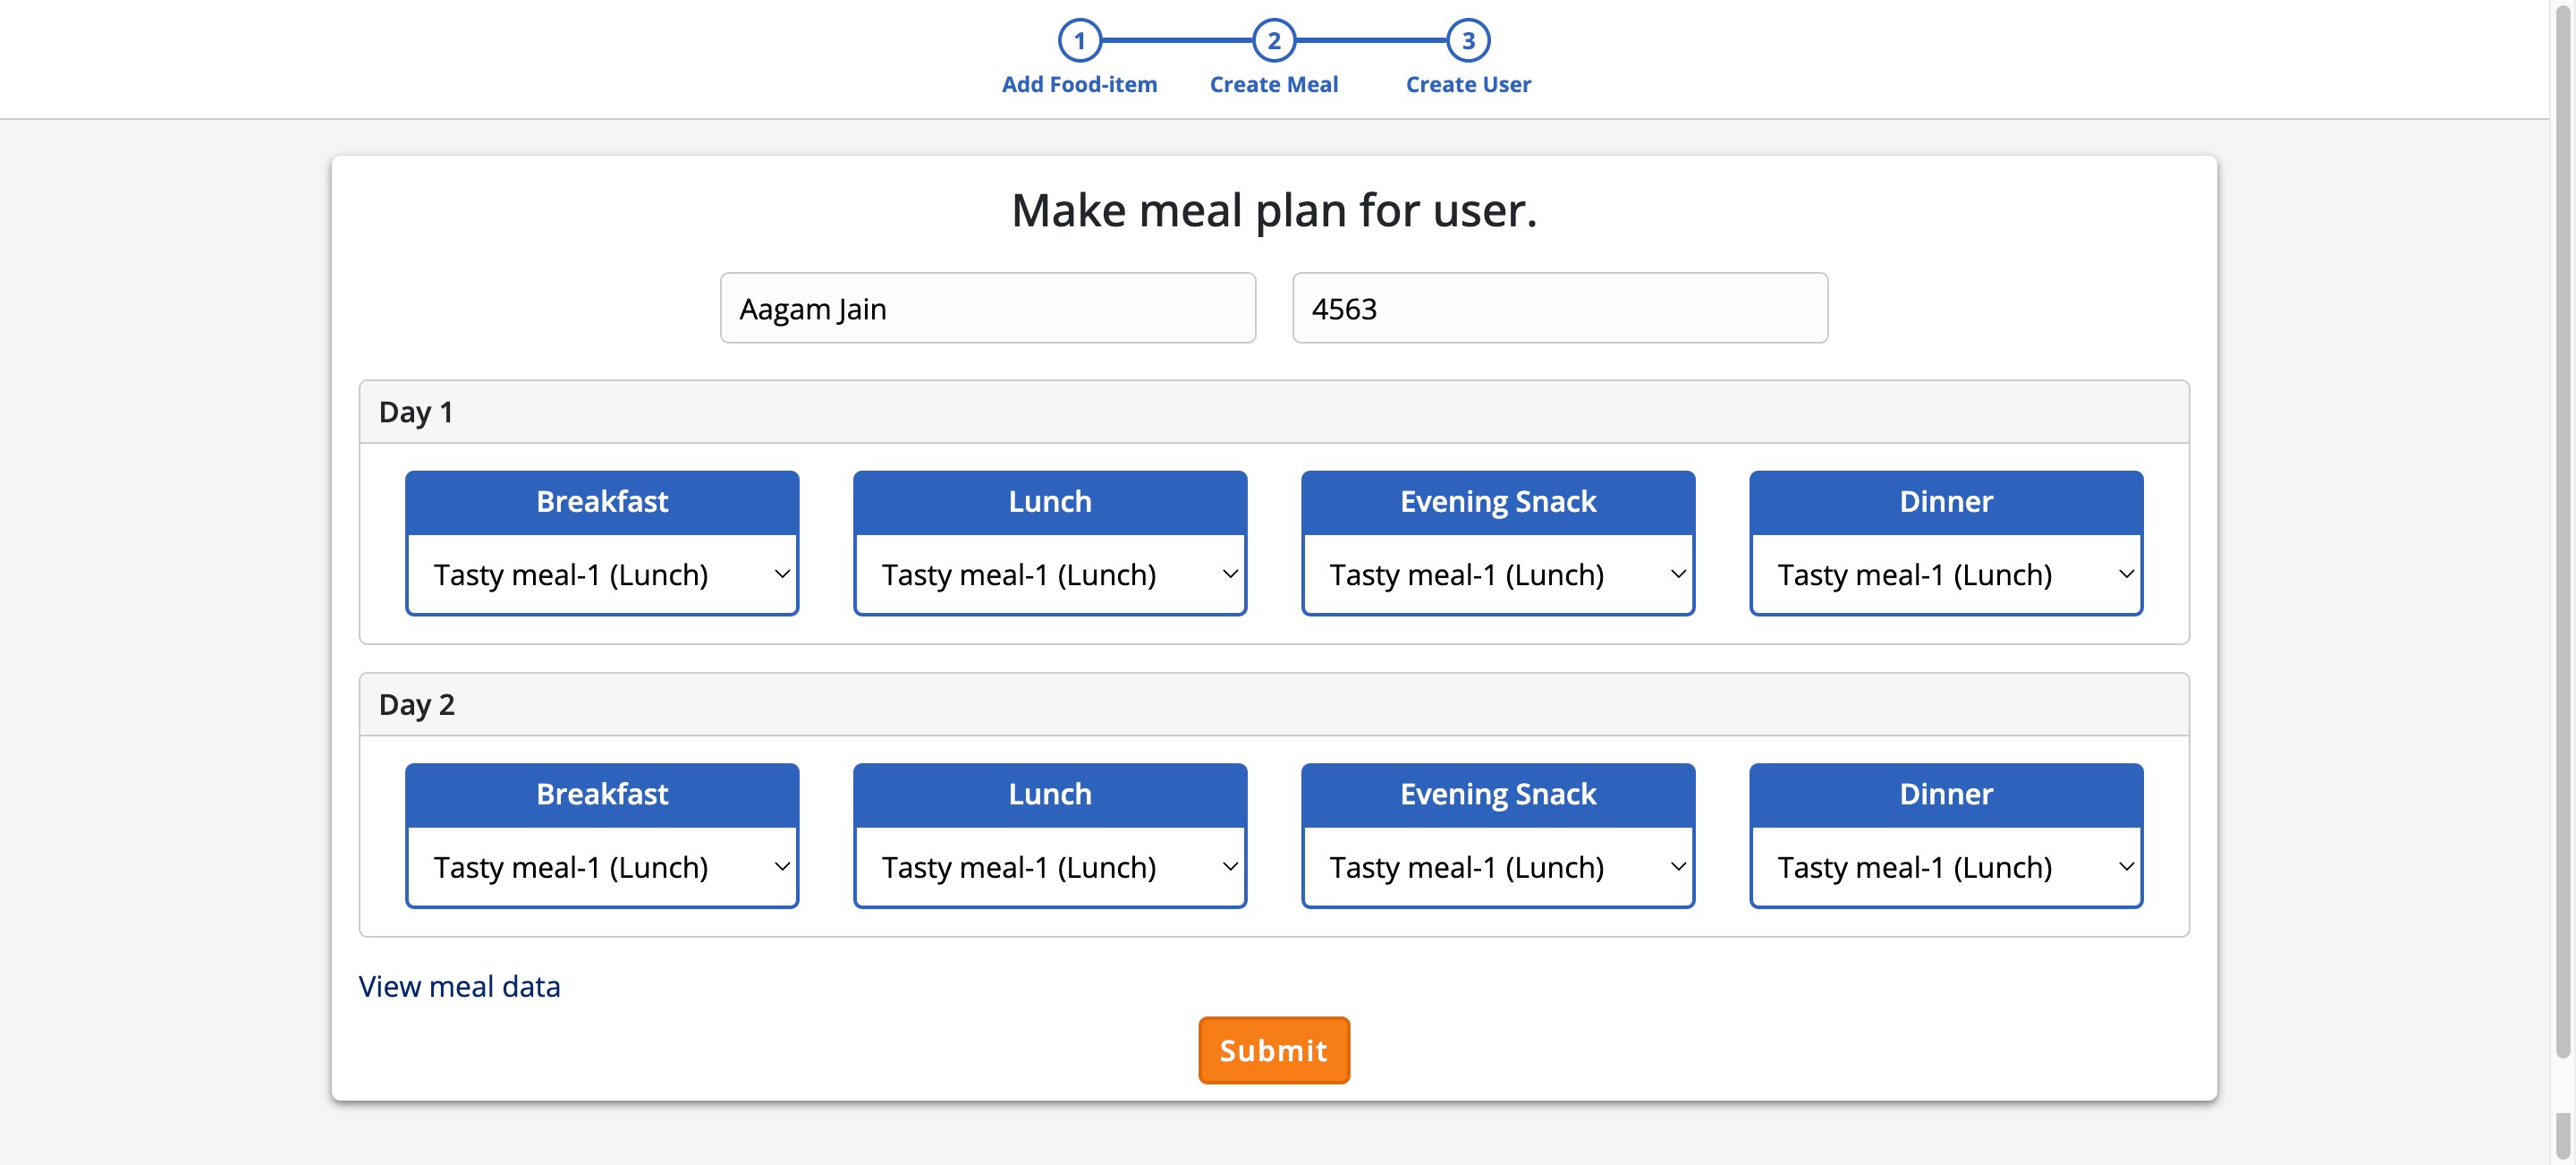 1 2 3
Add Food-item Create Meal Create User
Make meal plan for user.
Aagam Jain 4563
Day 1
Breakfast Lunch Evening Snack Dinner
Tasty meal-1 (Lunch) Tasty meal-1 (Lunch) Tasty meal-1 (Lunch) Tasty meal-1 (Lunch)
Day 2
Breakfast Lunch Evening Snack Dinner
Tasty meal-1 (Lunch) Tasty meal-1 (Lunch) Tasty meal-1 (Lunch) Tasty meal-1 (Lunch)
View meal data
Submit